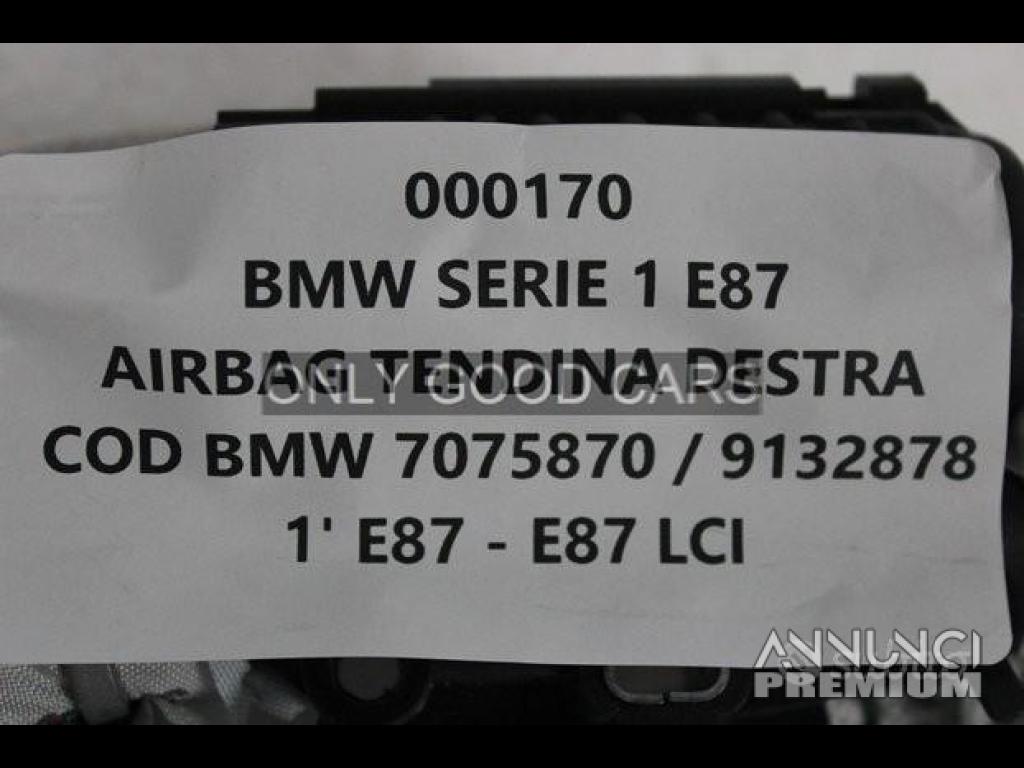 000170
BMW SERIE 1 E87
AIRBAG TENDINA DESTRA
ONLY GOOD CARS
COD BMW 7075870 / 9132878
1' E87 - E87 LCI
ANNUNCI
PREMIUM